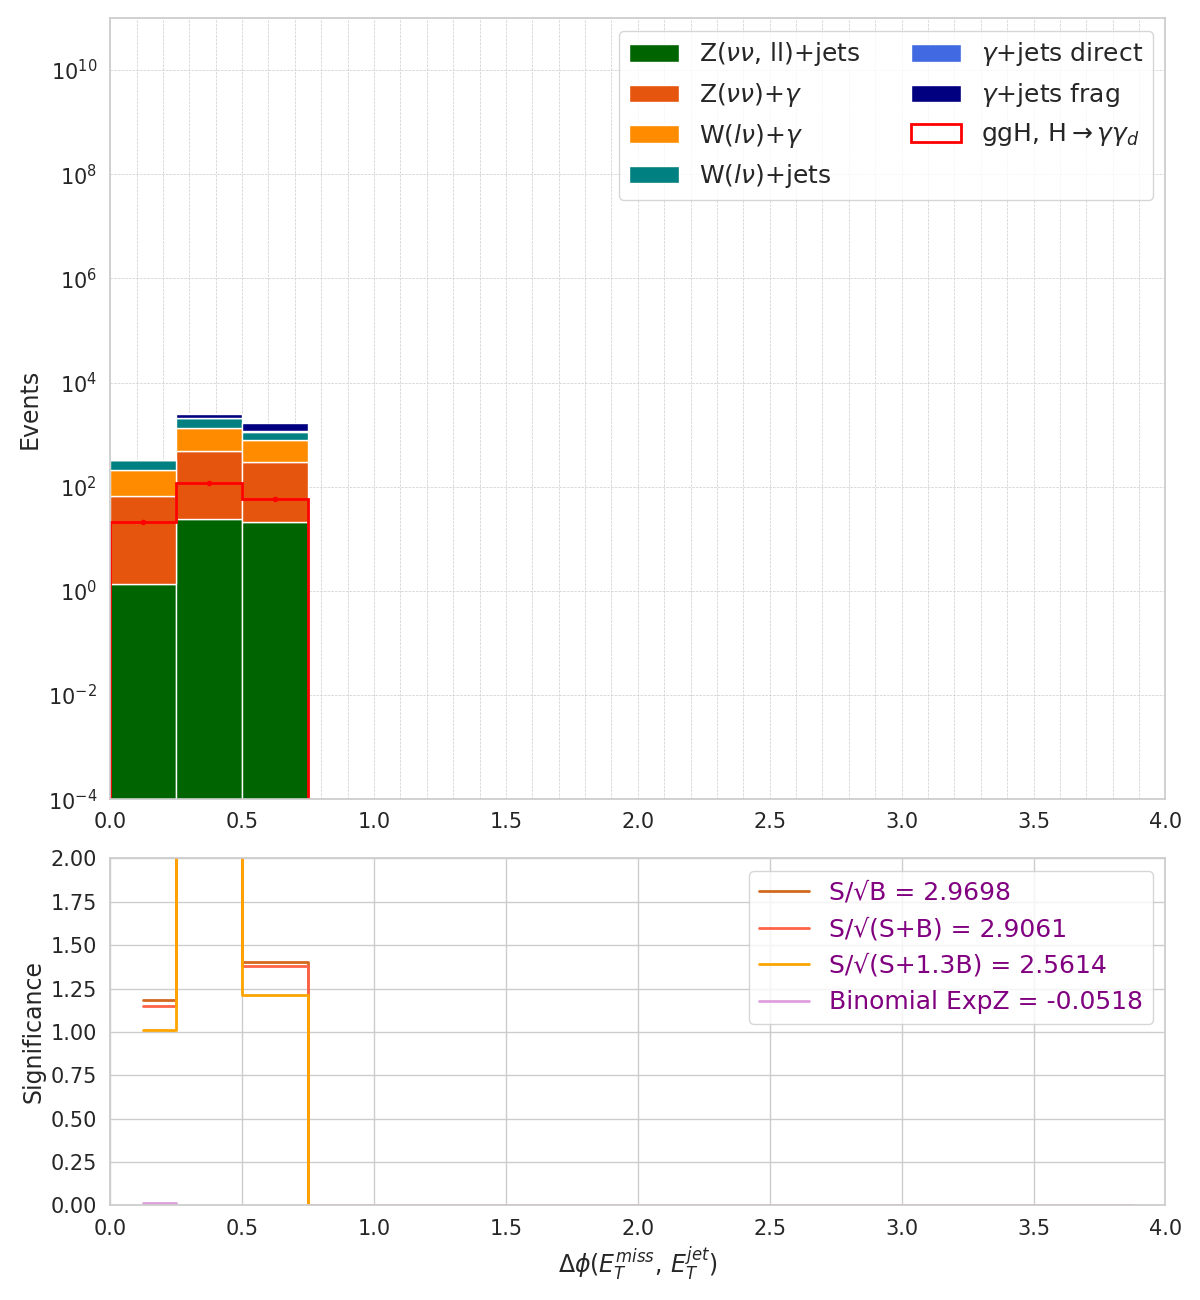 Events
10^10
10^8
10^6
10^4
10^2
10^0
10^−2
10^−4
0.0 0.5 1.0 1.5 2.0 2.5 3.0 3.5 4.0
Z(νν, ll)+jets
Z(νν)+γ
W(lν)+γ
W(lν)+jets
γ+jets direct
γ+jets frag
ggH, H→γγ_d
Significance
2.00
1.75
1.50
1.25
1.00
0.75
0.50
0.25
0.00
S/√B = 2.9698
S/√(S+B) = 2.9061
S/√(S+1.3B) = 2.5614
Binomial ExpZ = -0.0518
0.0 0.5 1.0 1.5 2.0 2.5 3.0 3.5 4.0
Δϕ(E_T^miss, E_T^jet)